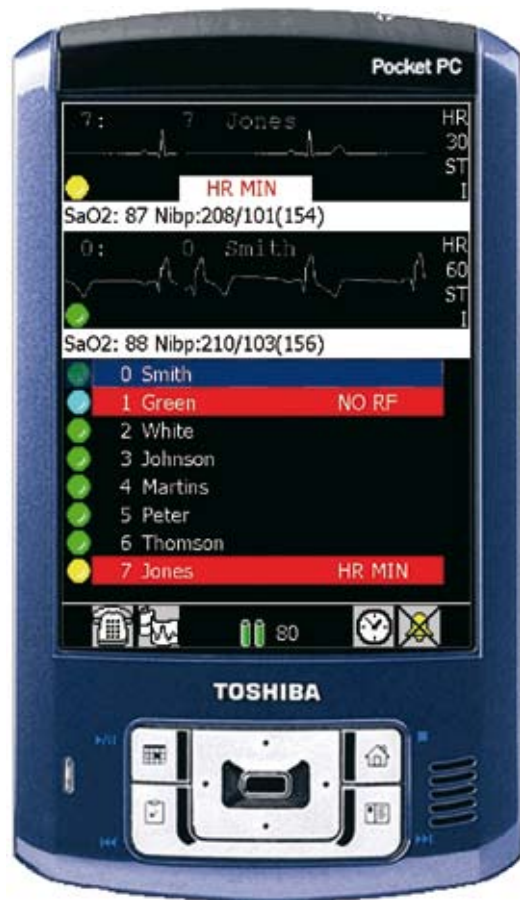 Pocket PC
7: 7 Jones HR
30
ST
HR MIN I
SaO2: 87 Nibp:208/101(154)
0: 0 Smith HR
60
ST
I
SaO2: 88 Nibp:210/103(156)
0 Smith
1 Green NO RF
2 White
3 Johnson
4 Martins
5 Peter
6 Thomson
7 Jones HR MIN
80
TOSHIBA